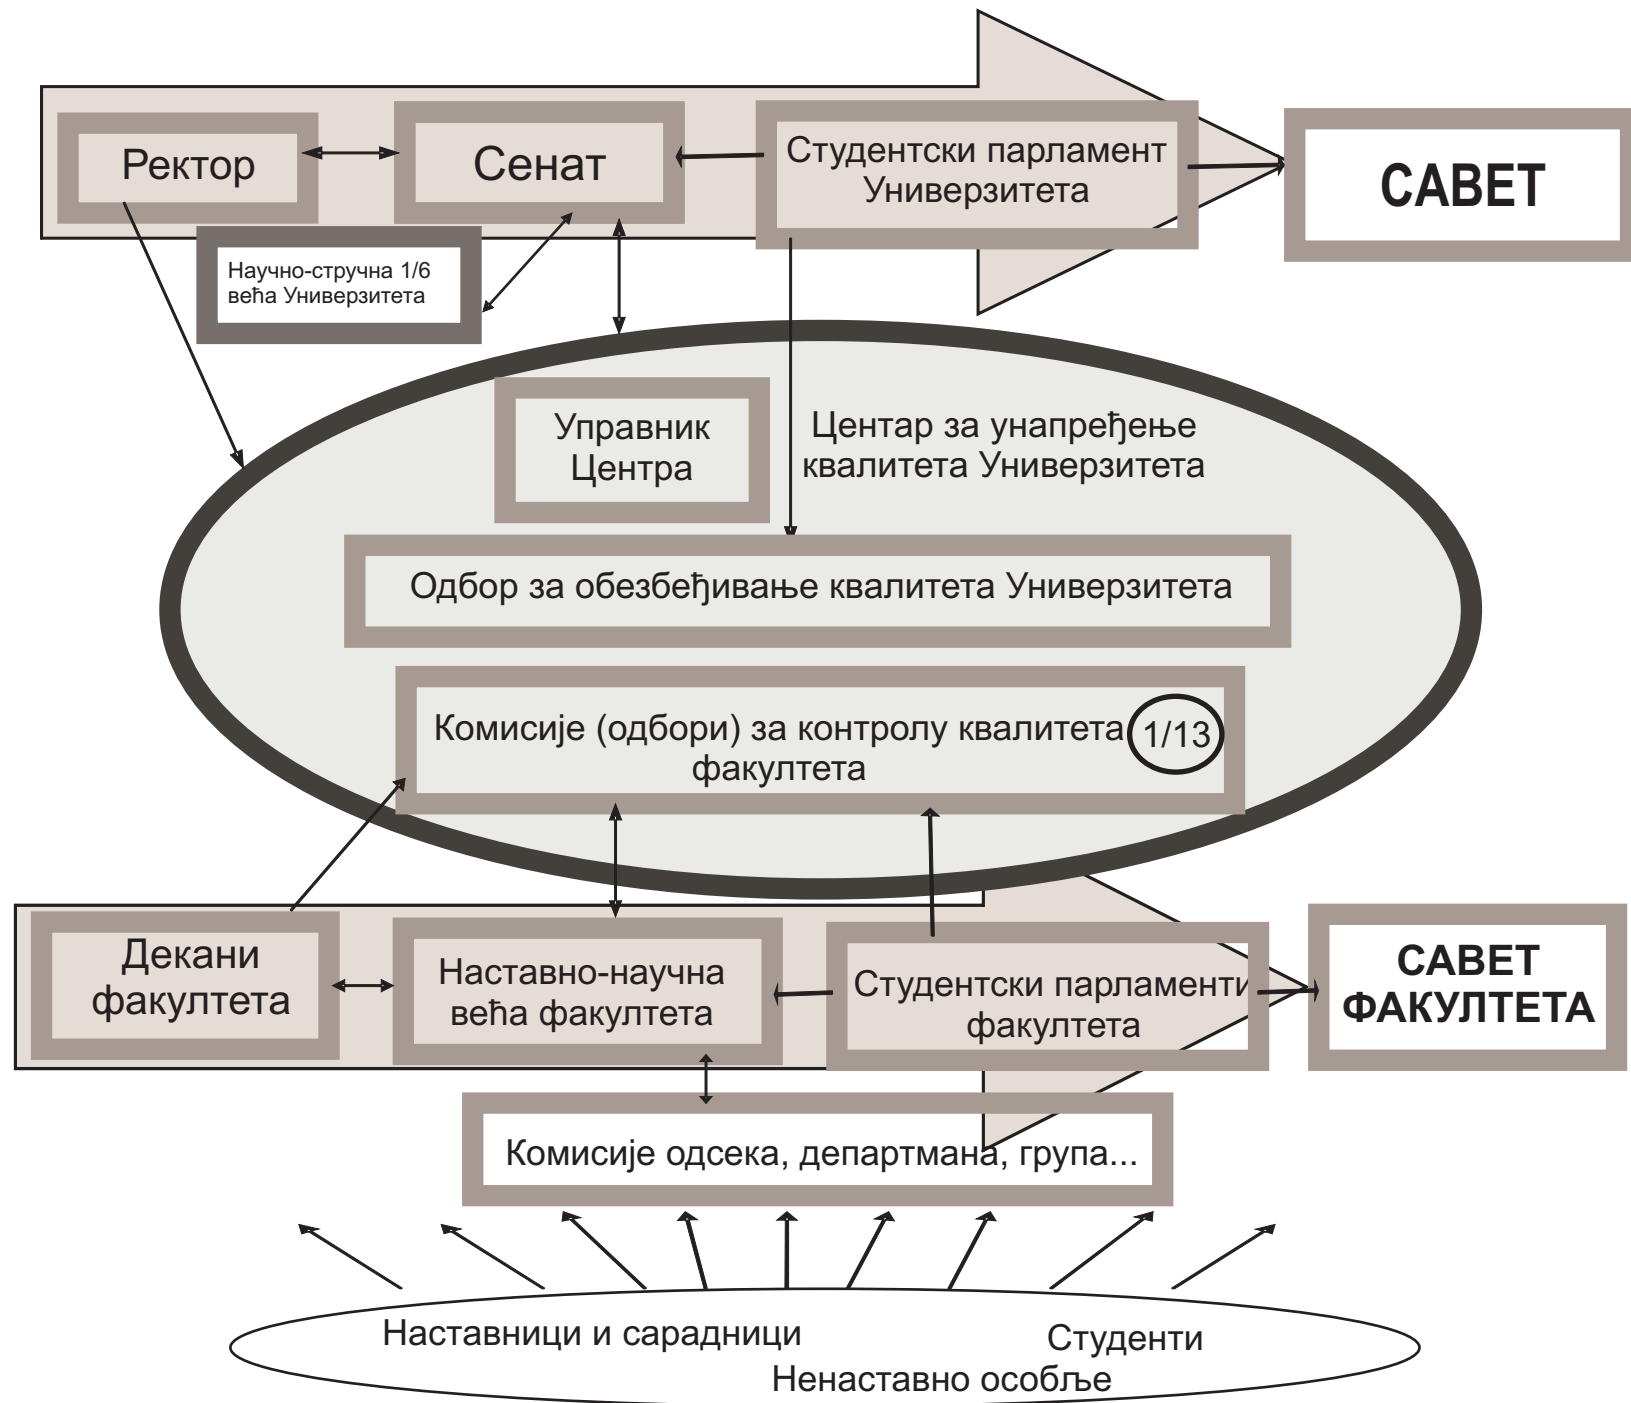 Ректор
Сенат
Студентски парламент
Универзитета
САВЕТ
Научно-стручна 1/6
већа Универзитета
Управник
Центра
Центар за унапређење
квалитета Универзитета
Одбор за обезбеђивање квалитета Универзитета
Комисије (одбори) за контролу квалитета
факултета
1/13
Декани
факултета
Наставно-научна
већа факултета
Студентски парламенти
факултета
САВЕТ
ФАКУЛТЕТА
Комисије одсека, департмана, група...
Наставници и сарадници
Студенти
Ненаставно особље